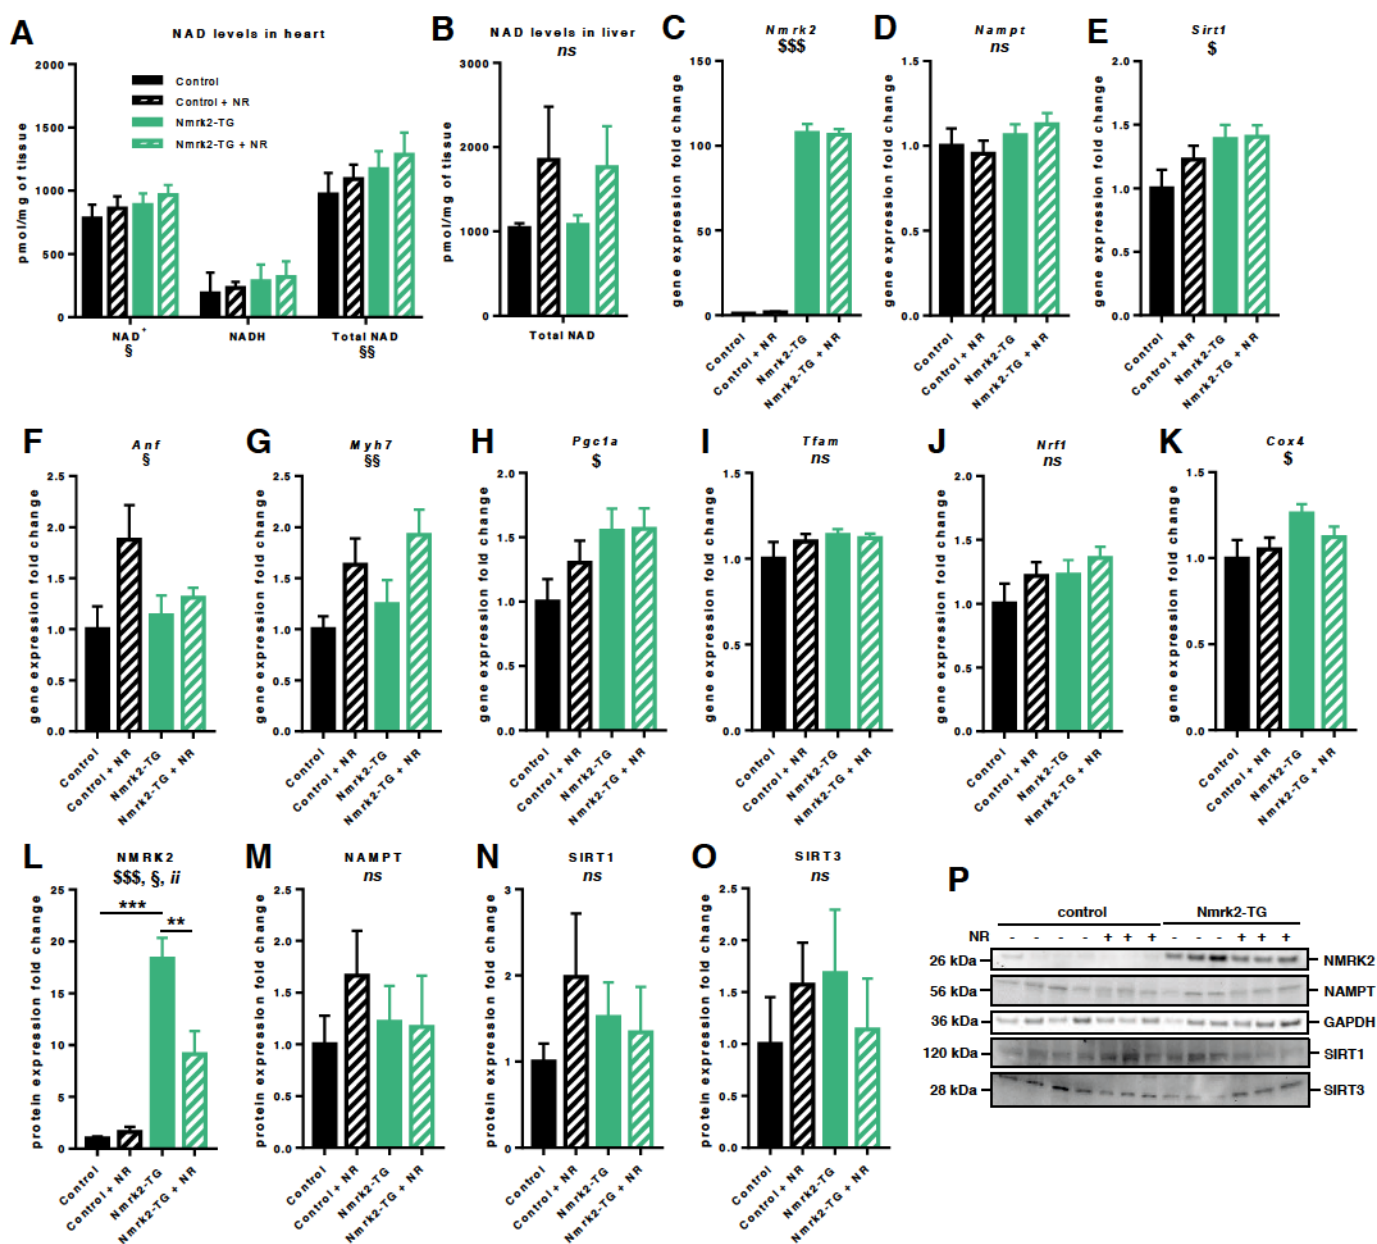 A
NAD levels in heart
pmol/mg of tissue
2000
1500
1000
500
0
Control
Control + NR
Nmrk2-TG
Nmrk2-TG + NR
NAD+
NADH
Total NAD
§
§§
B
NAD levels in liver
ns
pmol/mg of tissue
3000
2000
1000
0
Total NAD
C
Nmrk2
$$$
gene expression fold change
150
100
50
0
Control
Control + NR
Nmrk2-TG
Nmrk2-TG + NR
D
Nampt
ns
gene expression fold change
1.5
1.0
0.5
0.0
Control
Control + NR
Nmrk2-TG
Nmrk2-TG + NR
E
Sirt1
$
gene expression fold change
2.0
1.5
1.0
0.5
0.0
Control
Control + NR
Nmrk2-TG
Nmrk2-TG + NR
F
Anf
§
gene expression fold change
2.5
2.0
1.5
1.0
0.5
0.0
Control
Control + NR
Nmrk2-TG
Nmrk2-TG + NR
G
Myh7
§§
gene expression fold change
2.5
2.0
1.5
1.0
0.5
0.0
Control
Control + NR
Nmrk2-TG
Nmrk2-TG + NR
H
Pgc1a
$
gene expression fold change
2.0
1.5
1.0
0.5
0.0
Control
Control + NR
Nmrk2-TG
Nmrk2-TG + NR
I
Tfam
ns
gene expression fold change
1.5
1.0
0.5
0.0
Control
Control + NR
Nmrk2-TG
Nmrk2-TG + NR
J
Nrf1
ns
gene expression fold change
2.0
1.5
1.0
0.5
0.0
Control
Control + NR
Nmrk2-TG
Nmrk2-TG + NR
K
Cox4
$
gene expression fold change
1.5
1.0
0.5
0.0
Control
Control + NR
Nmrk2-TG
Nmrk2-TG + NR
L
NMRK2
$$$, §, ii
***
**
protein expression fold change
25
20
15
10
5
0
Control
Control + NR
Nmrk2-TG
Nmrk2-TG + NR
M
NAMPT
ns
protein expression fold change
2.5
2.0
1.5
1.0
0.5
0.0
Control
Control + NR
Nmrk2-TG
Nmrk2-TG + NR
N
SIRT1
ns
protein expression fold change
3
2
1
0
Control
Control + NR
Nmrk2-TG
Nmrk2-TG + NR
O
SIRT3
ns
protein expression fold change
2.5
2.0
1.5
1.0
0.5
0.0
Control
Control + NR
Nmrk2-TG
Nmrk2-TG + NR
P
control Nmrk2-TG
NR - - - - + + + - - - + + +
26 kDa NMRK2
56 kDa NAMPT
36 kDa GAPDH
120 kDa SIRT1
28 kDa SIRT3